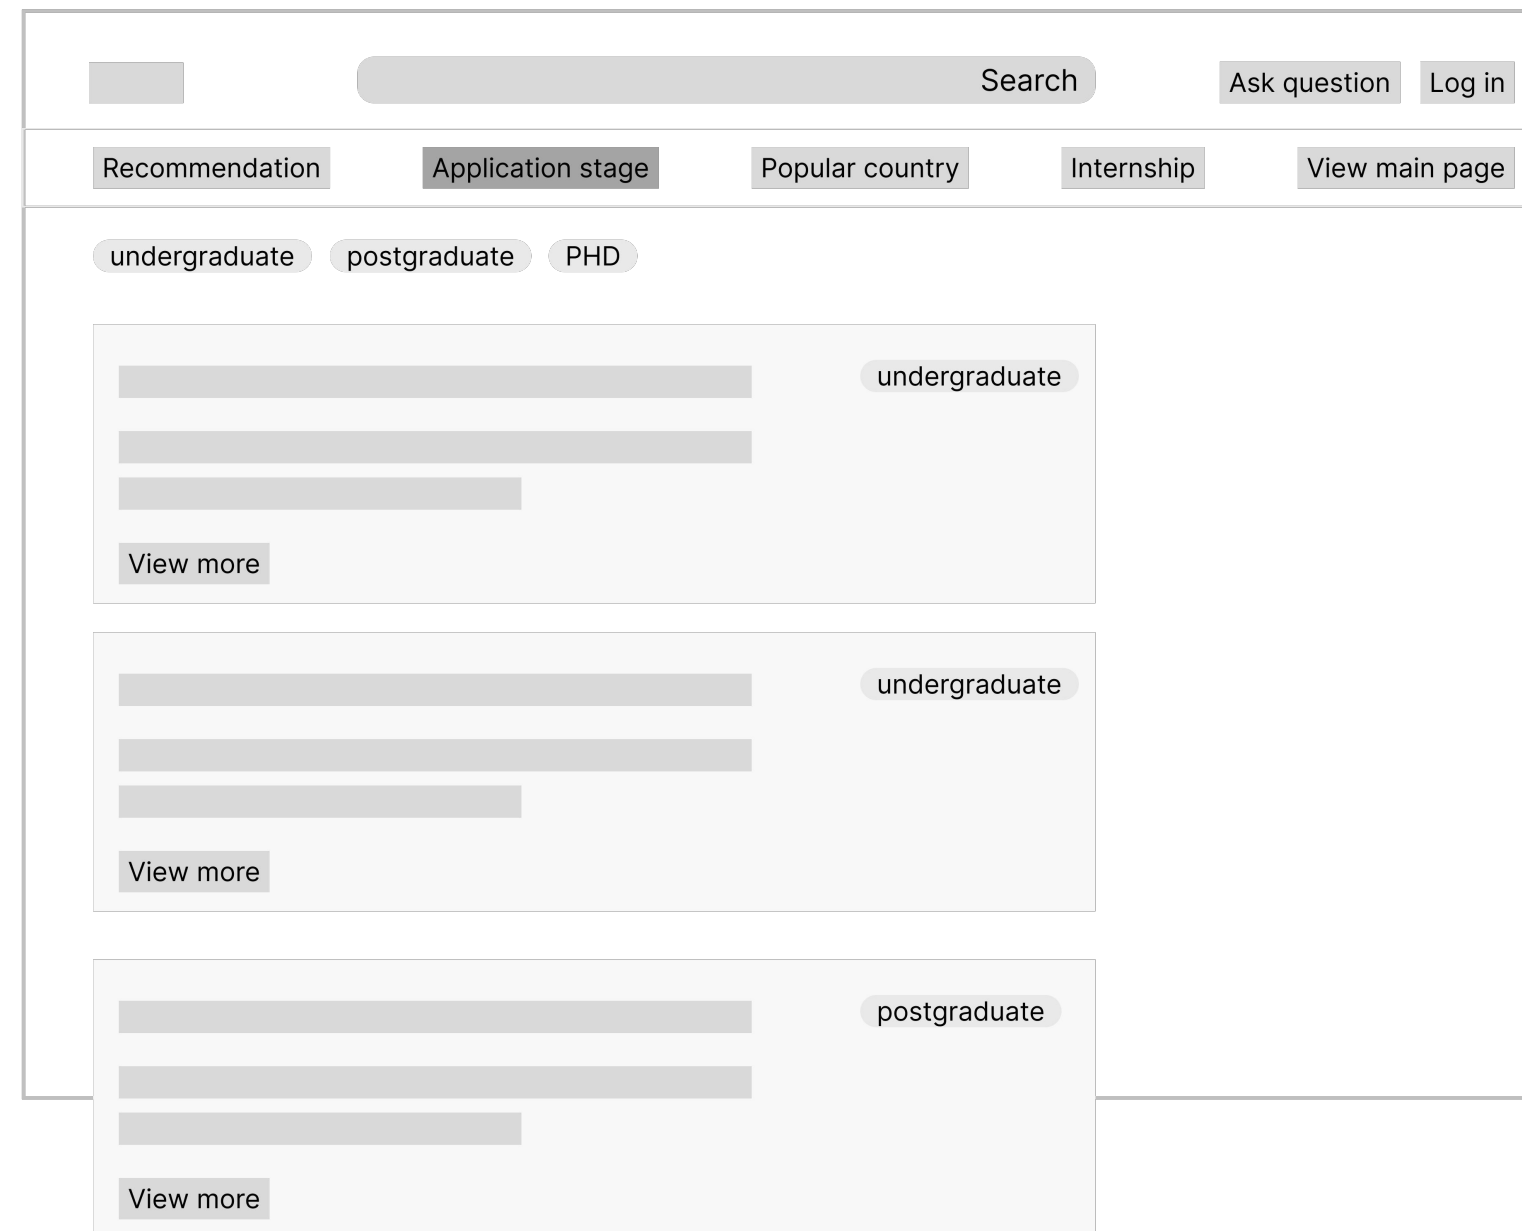 Search
Ask question
Log in
Recommendation
Application stage
Popular country
Internship
View main page
undergraduate
postgraduate
PHD
undergraduate
View more
undergraduate
View more
postgraduate
View more